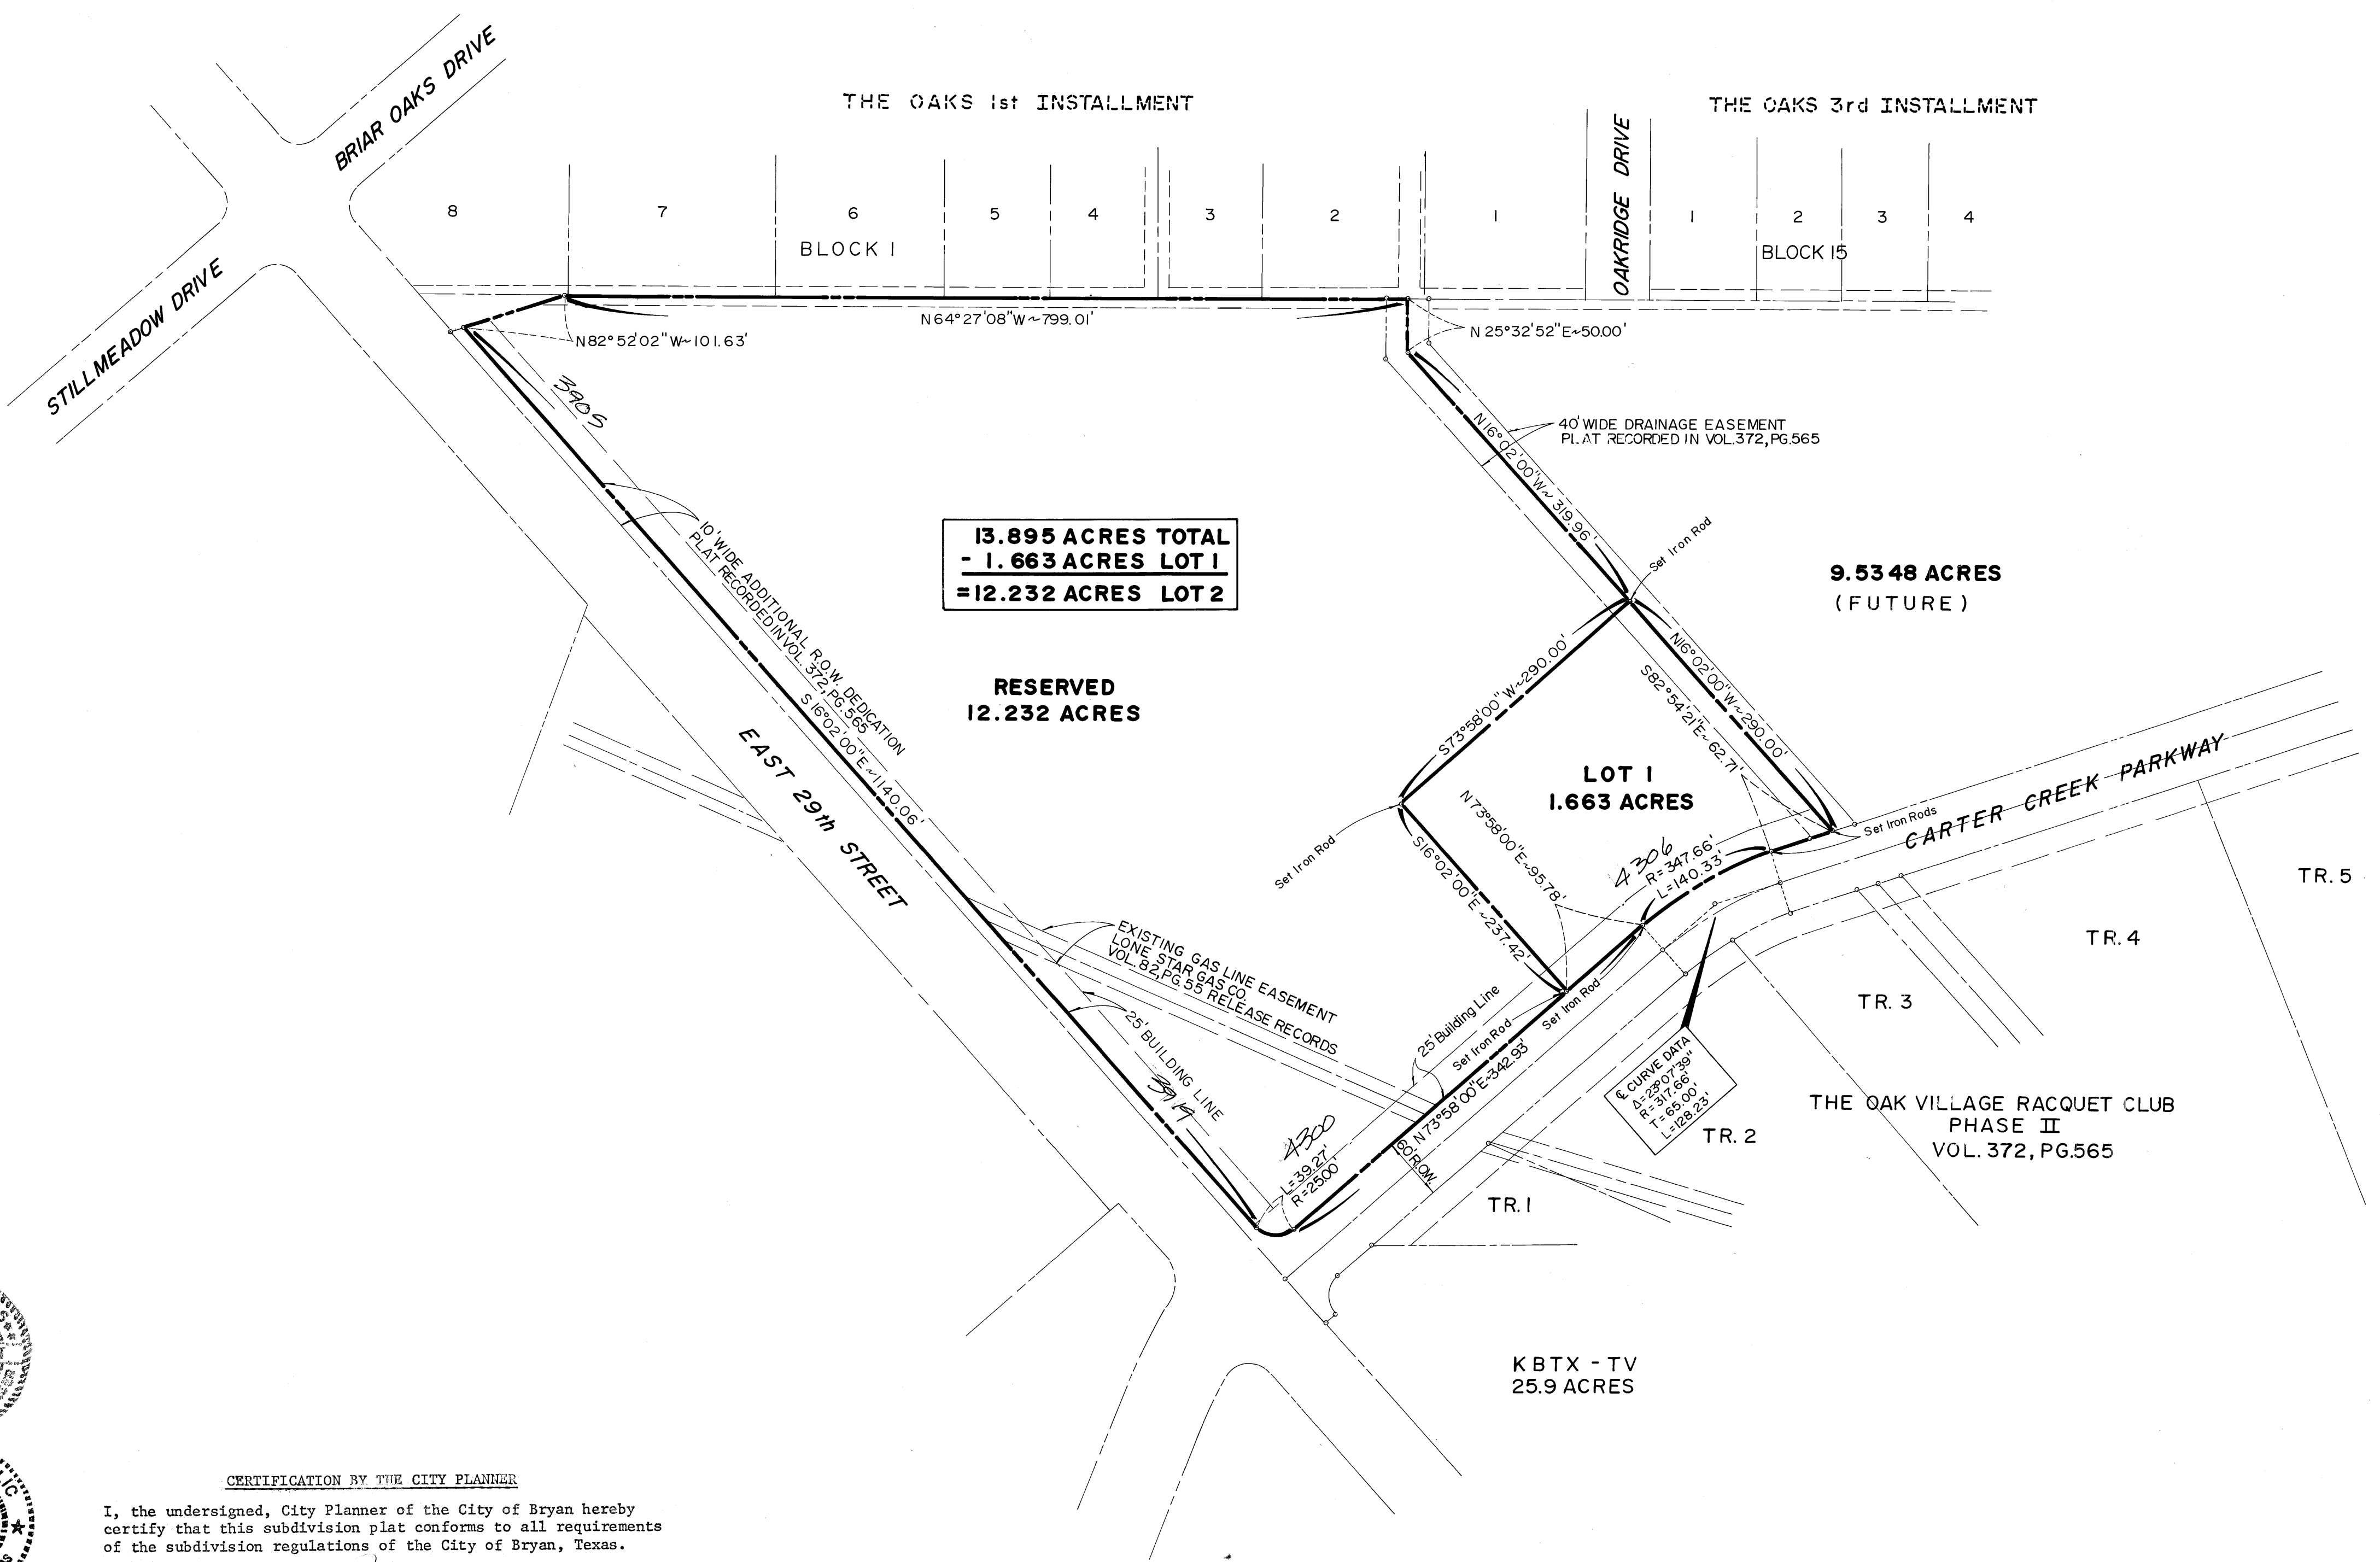 BRIAR OAKS DRIVE
STILLMEADOW DRIVE
THE OAKS 1st INSTALLMENT
THE OAKS 3rd INSTALLMENT
8
7
6
5
4
3
2
1
BLOCK 1
OAKRIDGE DRIVE
1
2
3
4
BLOCK 15
N64°27'08"W~799.01'
N82°52'02"W~101.63'
N25°32'52"E~50.00'
3905
40' WIDE DRAINAGE EASEMENT
PLAT RECORDED IN VOL.372,PG.565
N16°02'00"W~319.96'
Set Iron Rod
13.895 ACRES TOTAL
- 1.663 ACRES LOT 1
=12.232 ACRES LOT 2
9.5348 ACRES
(FUTURE)
10' WIDE ADDITIONAL R.O.W. DEDICATION
PLAT RECORDED IN VOL.372,PG.565
S16°02'00"E~1140.06'
RESERVED
12.232 ACRES
EAST 29th STREET
S73°58'00"W~290.00'
N16°02'00"W~290.00'
S82°54'21"E~62.71'
LOT 1
1.663 ACRES
N73°58'00"E~95.78'
S16°02'00"E~237.42'
Set Iron Rod
4306
R=347.66'
L=140.33'
Set Iron Rods
CARTER CREEK PARKWAY
EXISTING GAS LINE EASEMENT
LONE STAR GAS CO.
VOL.82,PG.55 RELEASE RECORDS
25' BUILDING LINE
3919
25' Building Line
Set Iron Rod
Set Iron Rod
N73°58'00"E~342.93'
60' R.O.W.
4300
L=39.27'
R=25.00'
℄ CURVE DATA
Δ=23°07'39"
R=317.66'
T=65.00'
L=128.23'
TR. 5
TR. 4
TR. 3
TR. 2
TR. 1
THE OAK VILLAGE RACQUET CLUB
PHASE II
VOL. 372, PG.565
KBTX - TV
25.9 ACRES
CERTIFICATION BY THE CITY PLANNER
I, the undersigned, City Planner of the City of Bryan hereby
certify that this subdivision plat conforms to all requirements
of the subdivision regulations of the City of Bryan, Texas.